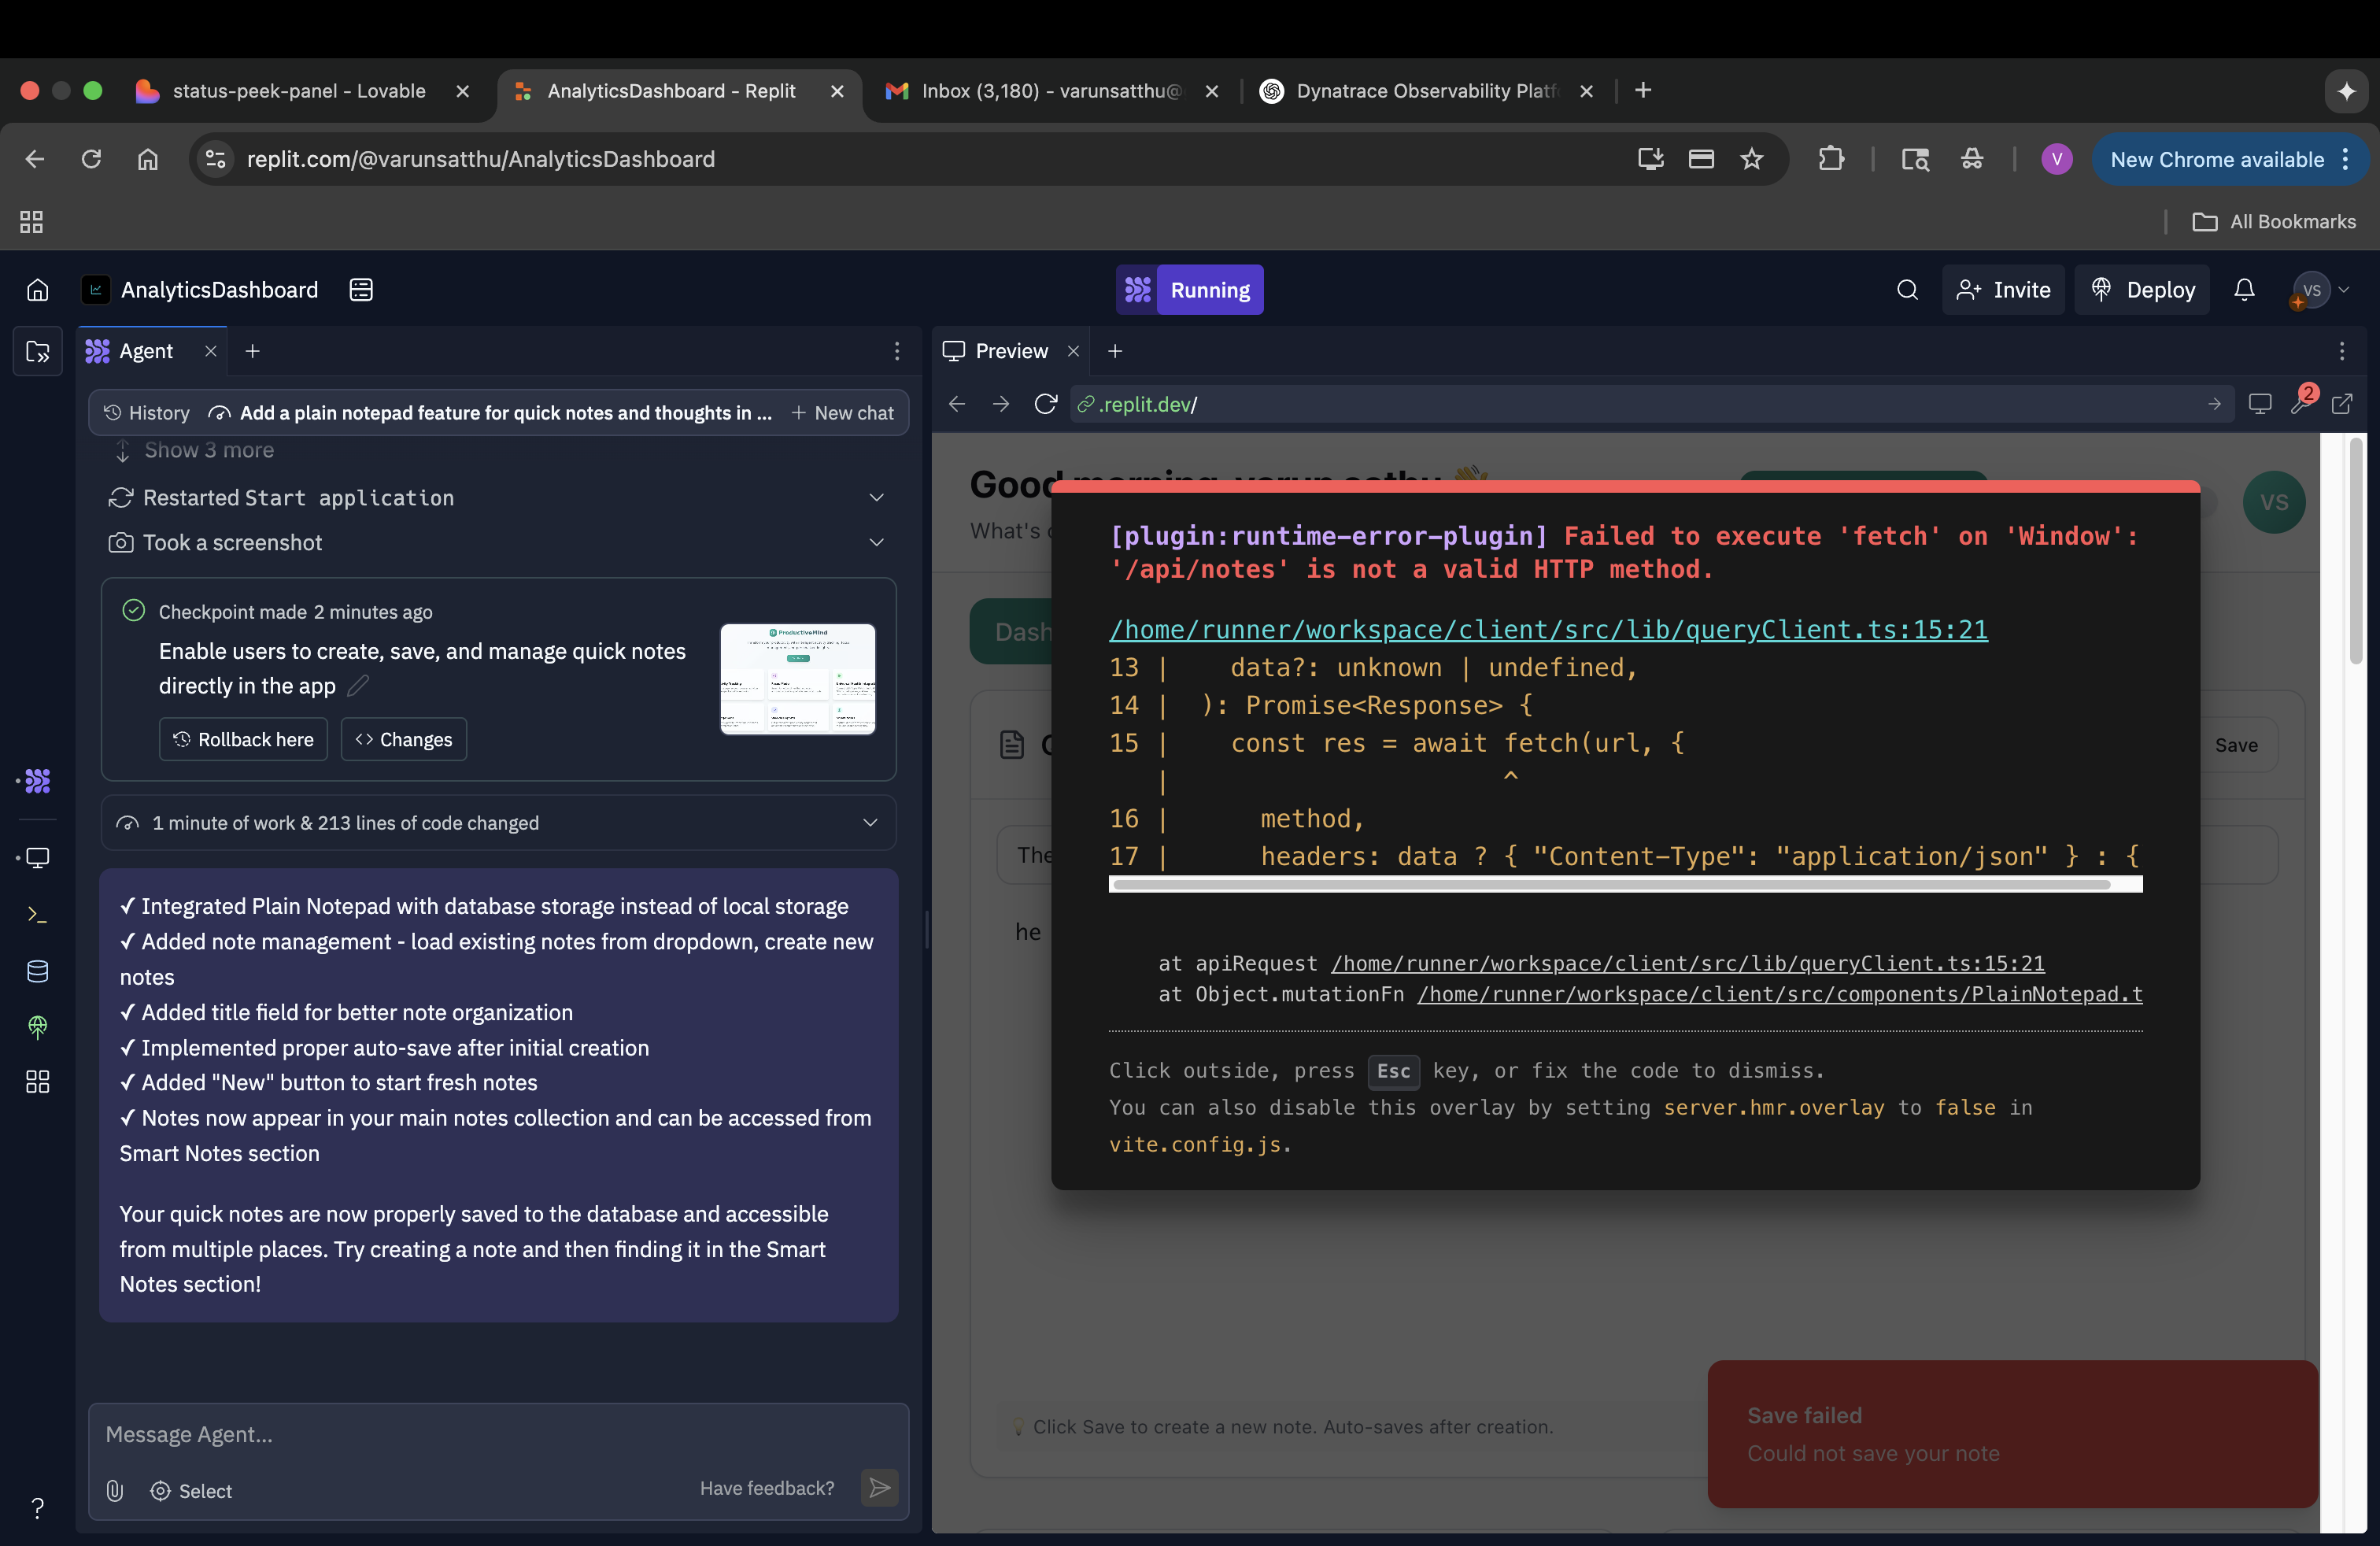 status-peek-panel - Lovable
AnalyticsDashboard - Replit
Inbox (3,180) - varunsatthu@
Dynatrace Observability Platf
replit.com/@varunsatthu/AnalyticsDashboard
V
New Chrome available
All Bookmarks
AnalyticsDashboard
Running
Invite
Deploy
VS
Agent
Preview
History
Add a plain notepad feature for quick notes and thoughts in ...
New chat
.replit.dev/
2
Show 3 more
Restarted Start application
Took a screenshot
Checkpoint made 2 minutes ago
Enable users to create, save, and manage quick notes
directly in the app
ProductiveMind
Rollback here
Changes
1 minute of work & 213 lines of code changed
✓ Integrated Plain Notepad with database storage instead of local storage
✓ Added note management - load existing notes from dropdown, create new
notes
✓ Added title field for better note organization
✓ Implemented proper auto-save after initial creation
✓ Added "New" button to start fresh notes
✓ Notes now appear in your main notes collection and can be accessed from
Smart Notes section
Your quick notes are now properly saved to the database and accessible
from multiple places. Try creating a note and then finding it in the Smart
Notes section!
Message Agent...
Select
Have feedback?
Good morning, varun sathu 👋
VS
What's
Dash
Save
The
he
[plugin:runtime-error-plugin] Failed to execute 'fetch' on 'Window':
'/api/notes' is not a valid HTTP method.
/home/runner/workspace/client/src/lib/queryClient.ts:15:21
13 | data?: unknown | undefined,
14 | ): Promise<Response> {
15 | const res = await fetch(url, {
| ^
16 | method,
17 | headers: data ? { "Content-Type": "application/json" } : {
at apiRequest /home/runner/workspace/client/src/lib/queryClient.ts:15:21
at Object.mutationFn /home/runner/workspace/client/src/components/PlainNotepad.t
Click outside, press Esc key, or fix the code to dismiss.
You can also disable this overlay by setting server.hmr.overlay to false in
vite.config.js.
💡 Click Save to create a new note. Auto-saves after creation.
Save failed
Could not save your note